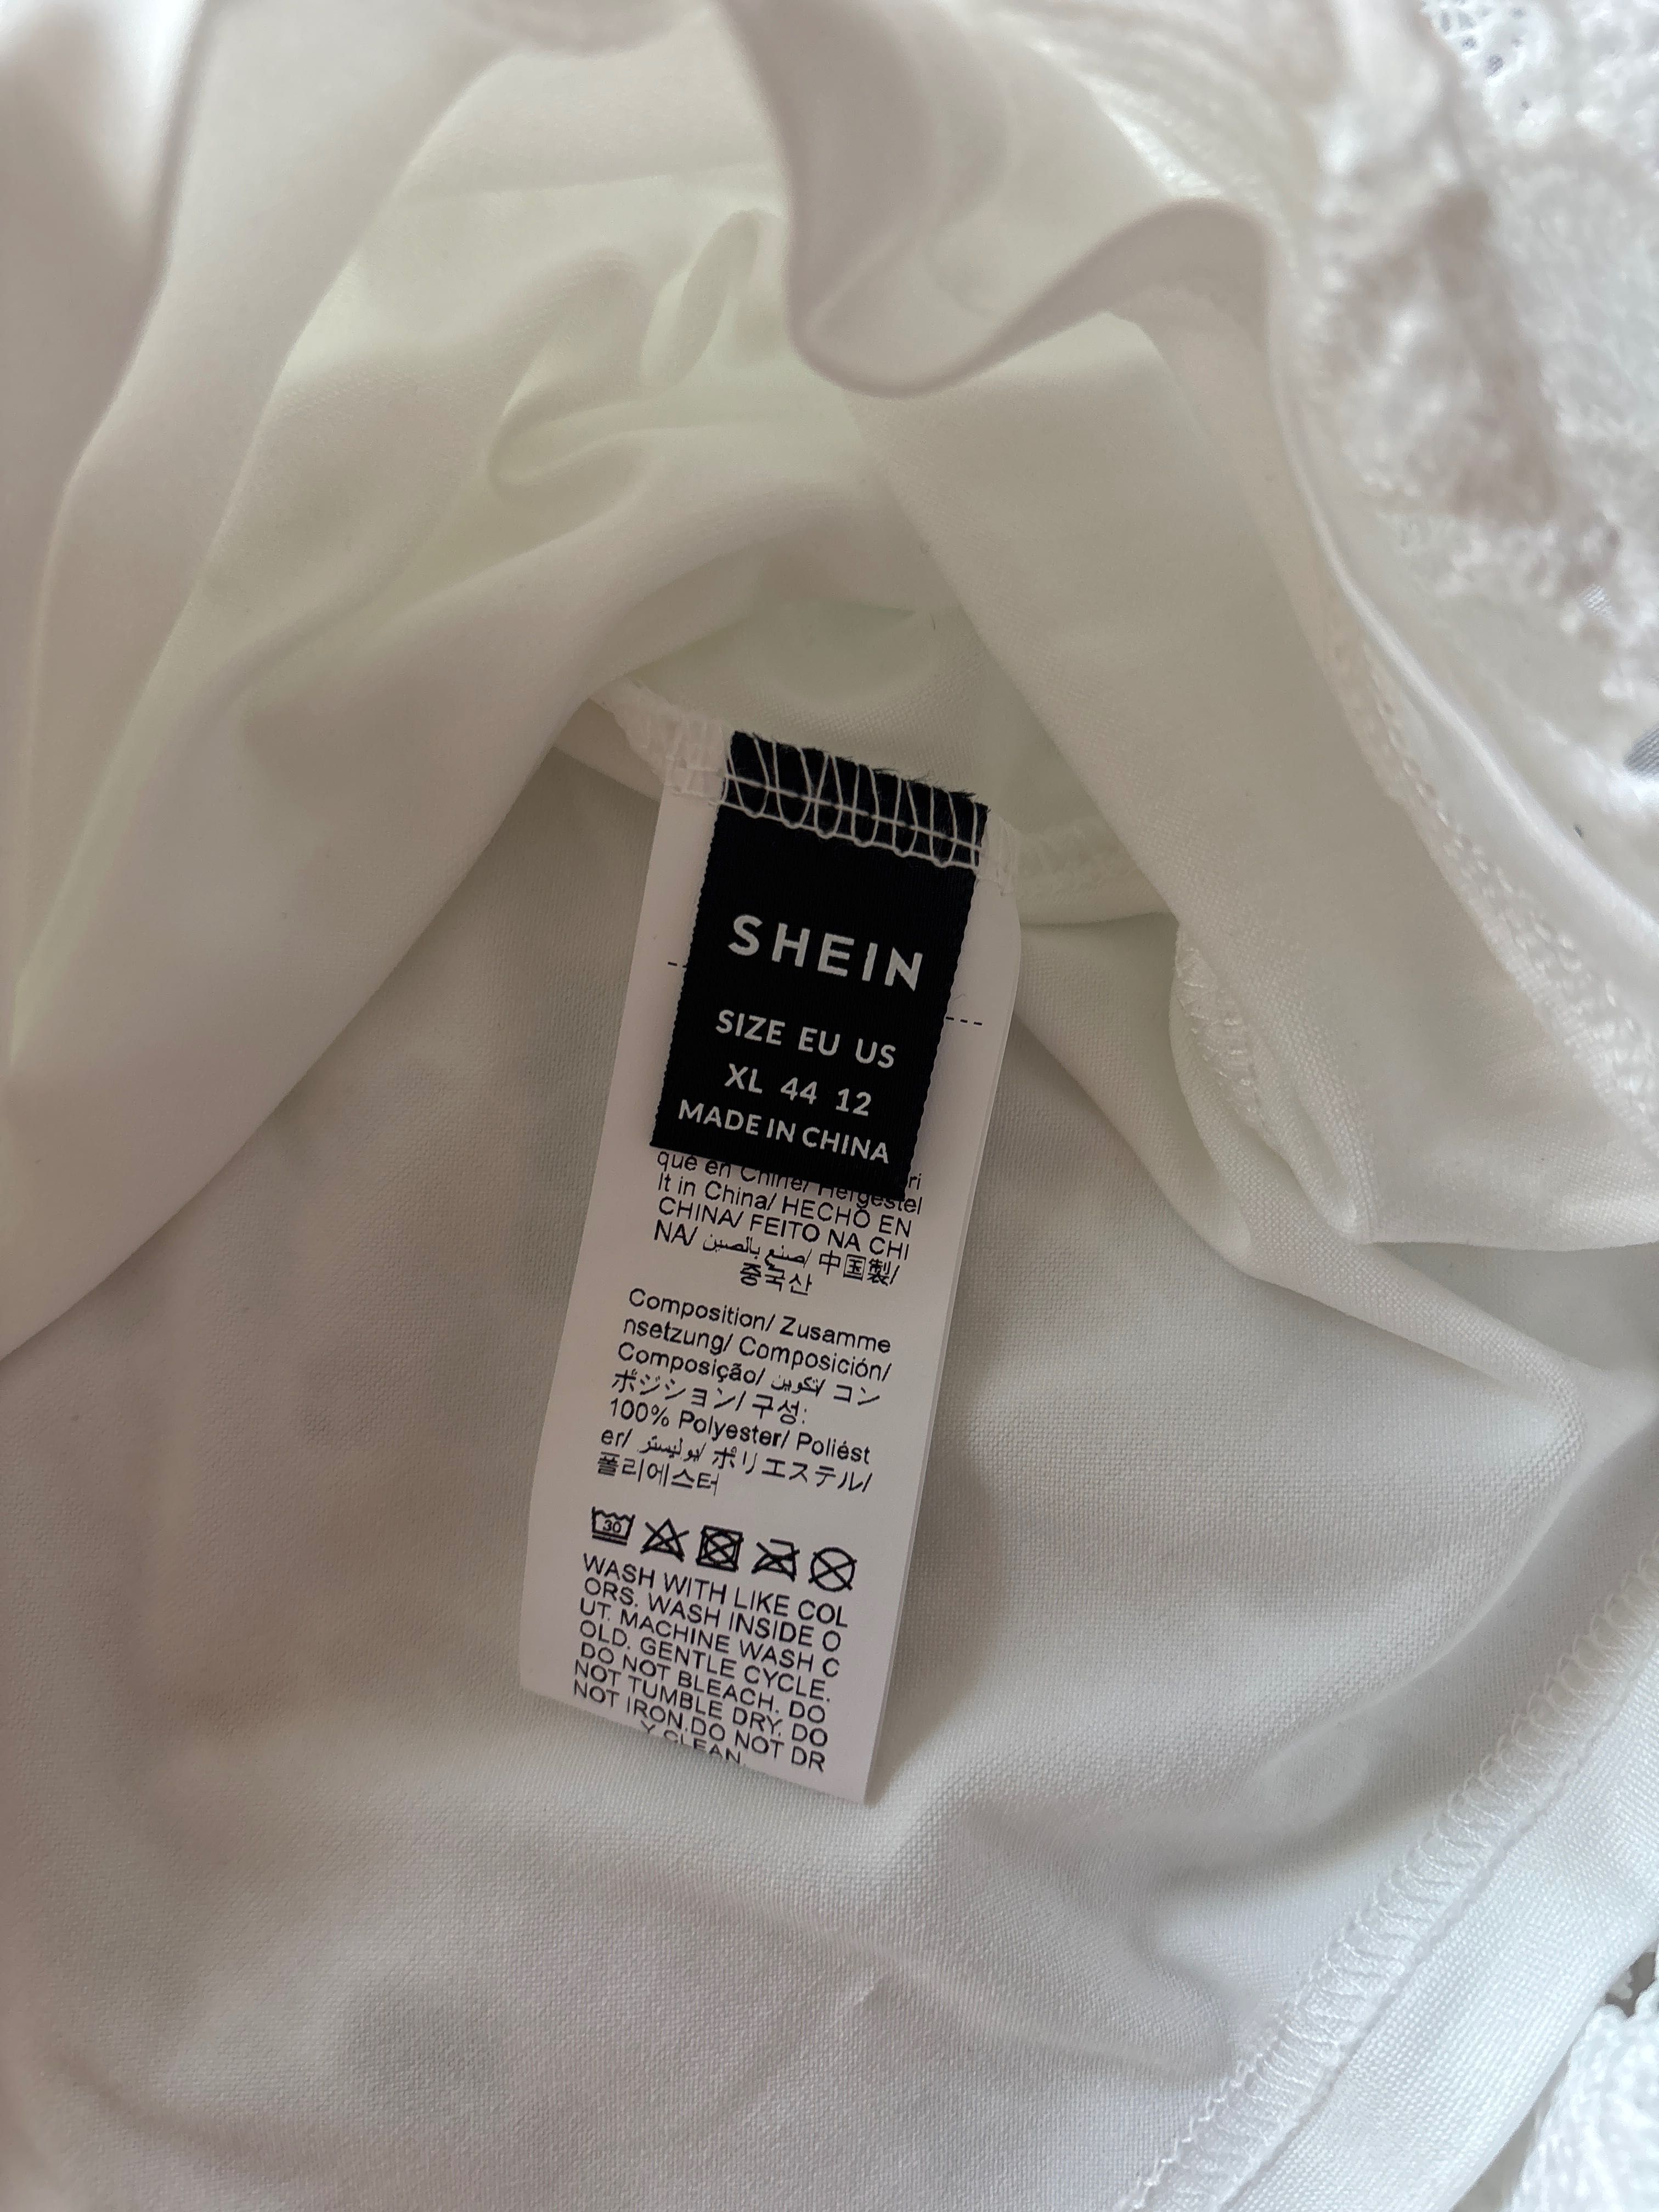 SHEIN
SIZE EU US
XL 44 12
MADE IN CHINA
qué en Chine/ ri
lt in China/ HECHO EN
CHINA/ FEITO NA CHI
NA/ صنع بالصين/ 中国製/
중국산
Composition/ Zusamme
nsetzung/ Composición/
Composição/ تكوين/ コン
ポジション/ 구성:
100% Polyester/ Poliést
er/ بوليستر/ ポリエステル/
폴리에스터
30
WASH WITH LIKE COL
ORS. WASH INSIDE O
UT. MACHINE WASH C
OLD. GENTLE CYCLE.
DO NOT BLEACH. DO
NOT TUMBLE DRY. DO
NOT IRON.DO NOT DR
Y CLEAN.